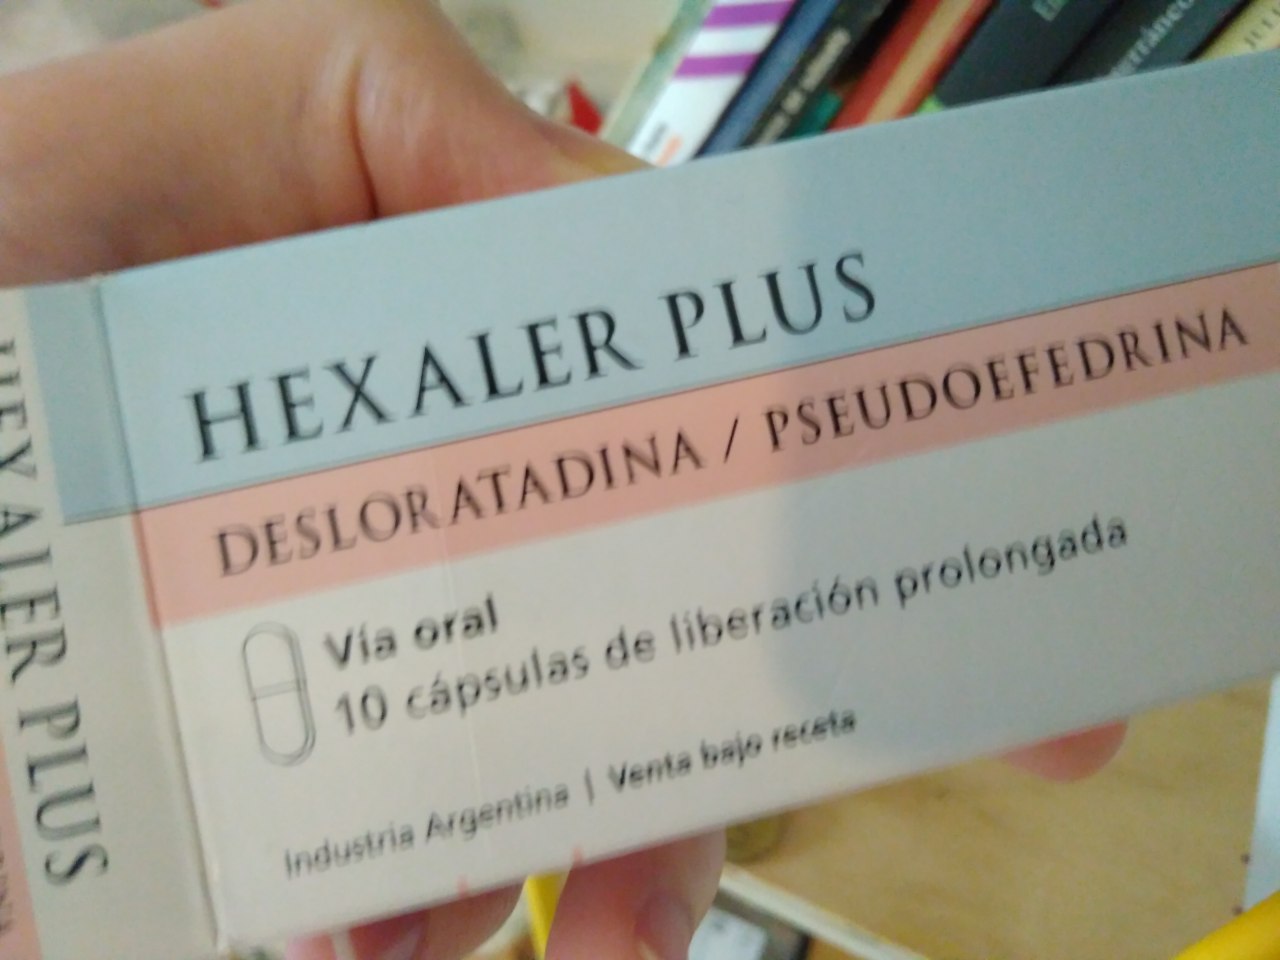 HEXALER PLUS
DESLORATADINA / PSEUDOEFEDRINA
Vía oral
10 cápsulas de liberación prolongada
Industria Argentina | Venta bajo receta
HEXALER PLUS